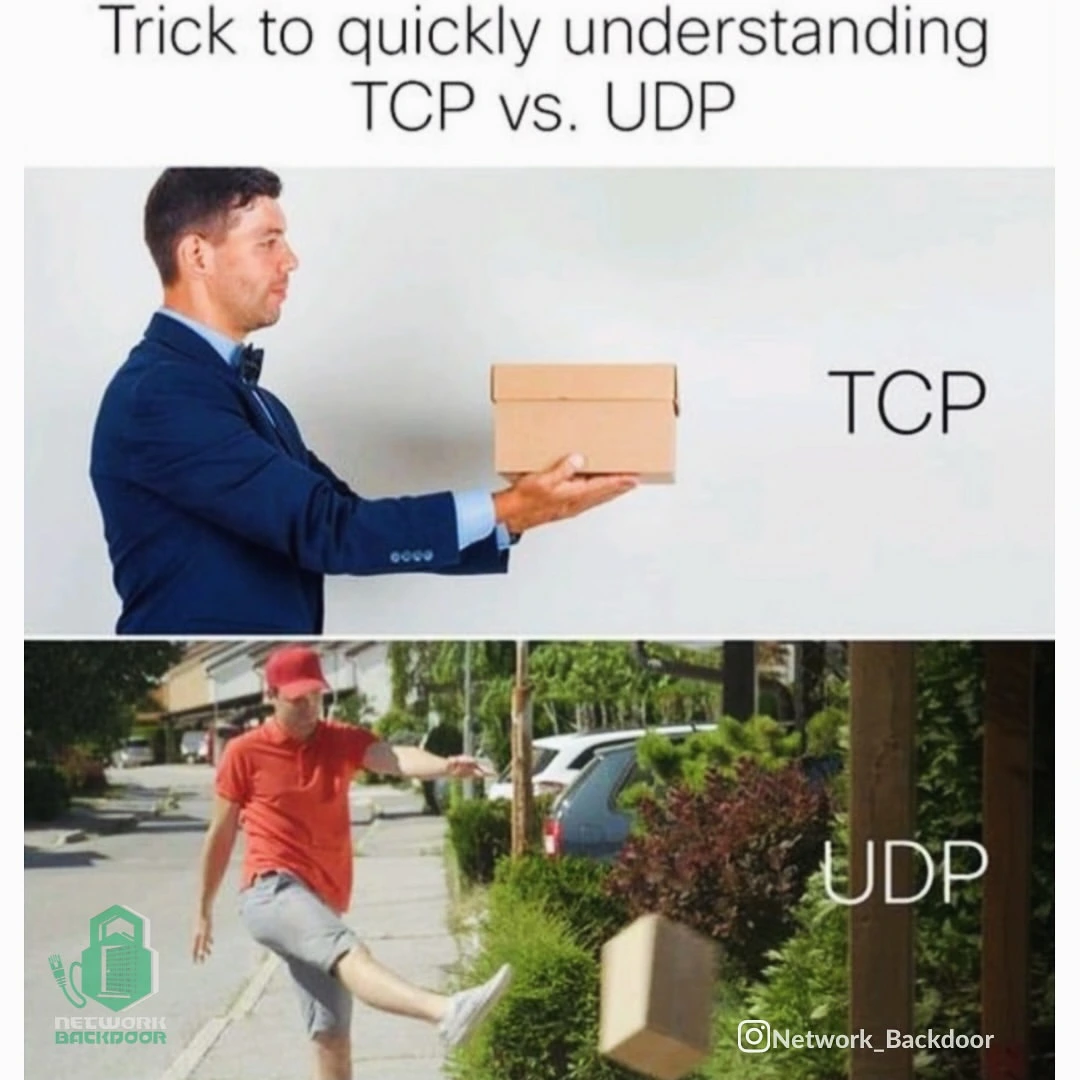 Trick to quickly understanding
TCP vs. UDP
TCP
UDP
NETWORK
BACKDOOR
Network_Backdoor